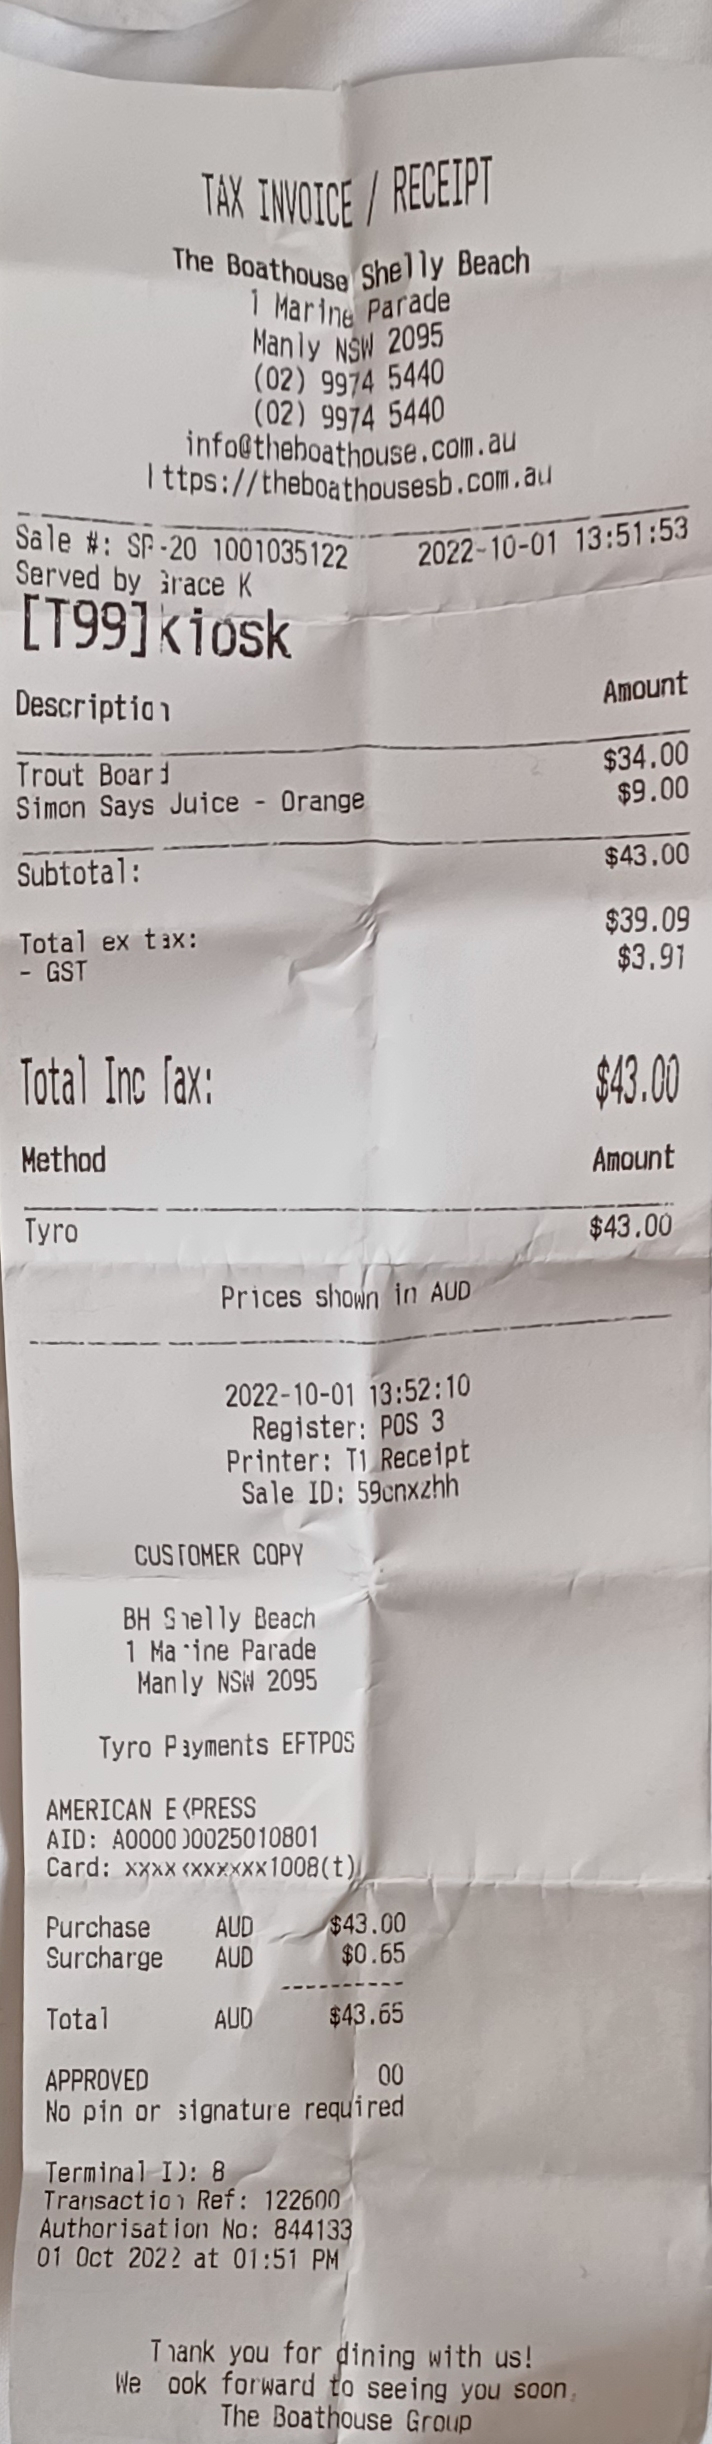 TAX INVOICE / RECEIPT
The Boathouse Shelly Beach
1 Marine Parade
Manly NSW 2095
(02) 9974 5440
(02) 9974 5440
info@theboathouse.com.au
https://theboathousesb.com.au
Sale #: SP-20 1001035122 2022-10-01 13:51:53
Served by Grace K
[T99]kiosk
Description Amount
Trout Board $34.00
Simon Says Juice - Orange $9.00
Subtotal: $43.00
Total ex tax: $39.09
- GST $3.91
Total Inc Tax: $43.00
Method Amount
Tyro $43.00
Prices shown in AUD
2022-10-01 13:52:10
Register: POS 3
Printer: T1 Receipt
Sale ID: 59cnxzhh
CUSTOMER COPY
BH Shelly Beach
1 Marine Parade
Manly NSW 2095
Tyro Payments EFTPOS
AMERICAN EXPRESS
AID: A000000025010801
Card: xxxxxxxxxxx1008(t)
Purchase AUD $43.00
Surcharge AUD $0.65
----------
Total AUD $43.65
APPROVED 00
No pin or signature required
Terminal ID: 8
Transaction Ref: 122600
Authorisation No: 844133
01 Oct 2022 at 01:51 PM
Thank you for dining with us!
We look forward to seeing you soon.
The Boathouse Group